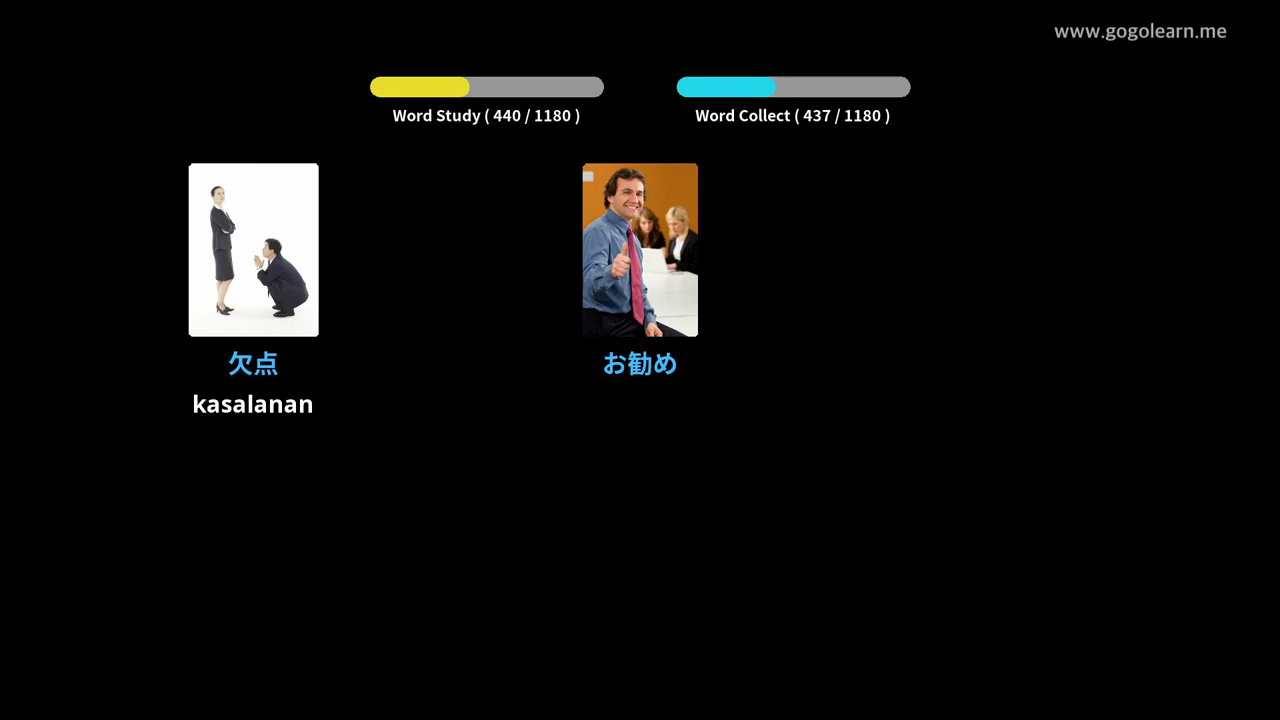 www.gogolearn.me
Word Study ( 440 / 1180 )
Word Collect ( 437 / 1180 )
欠点
お勧め
kasalanan